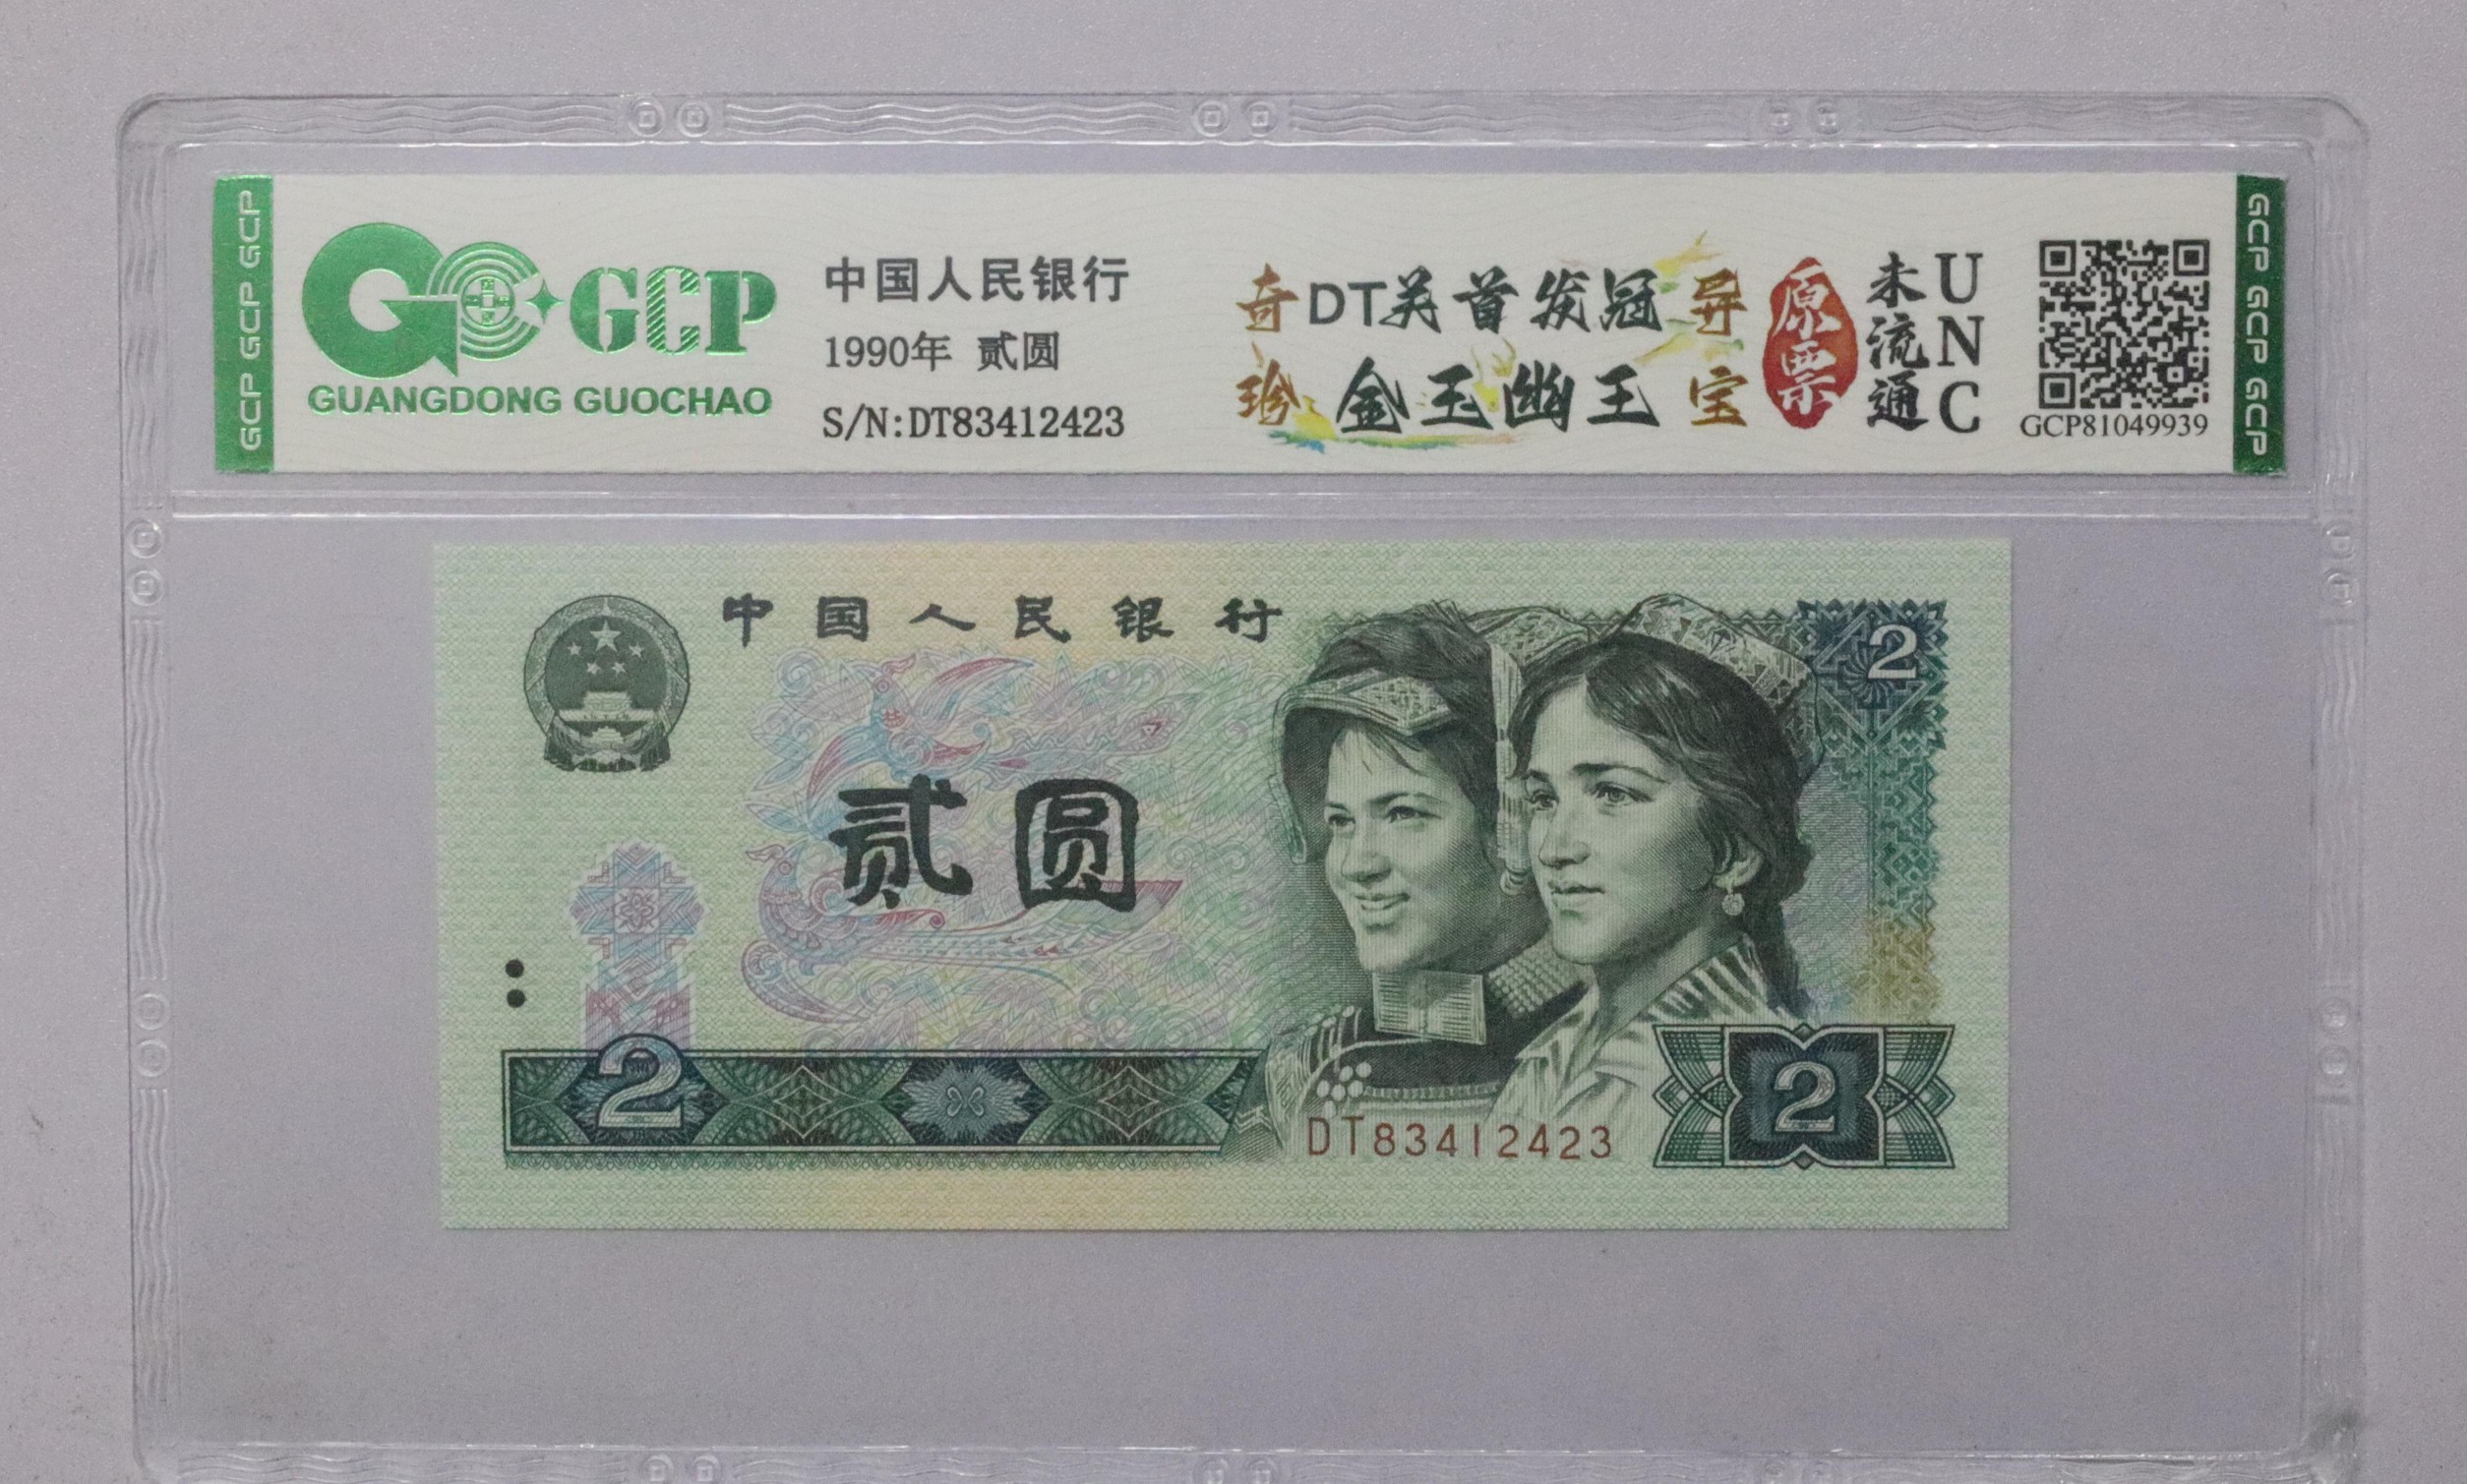 GCP GCP GCP
GCP
GUANGDONG GUOCHAO
中国人民银行
1990年 贰圆
S/N:DT83412423
奇DT关首发冠异
珍金玉幽王宝
原票
未流通
UNC
GCP81049939
GCP GCP GCP
中国人民银行
2
贰圆
2
DT83412423
2